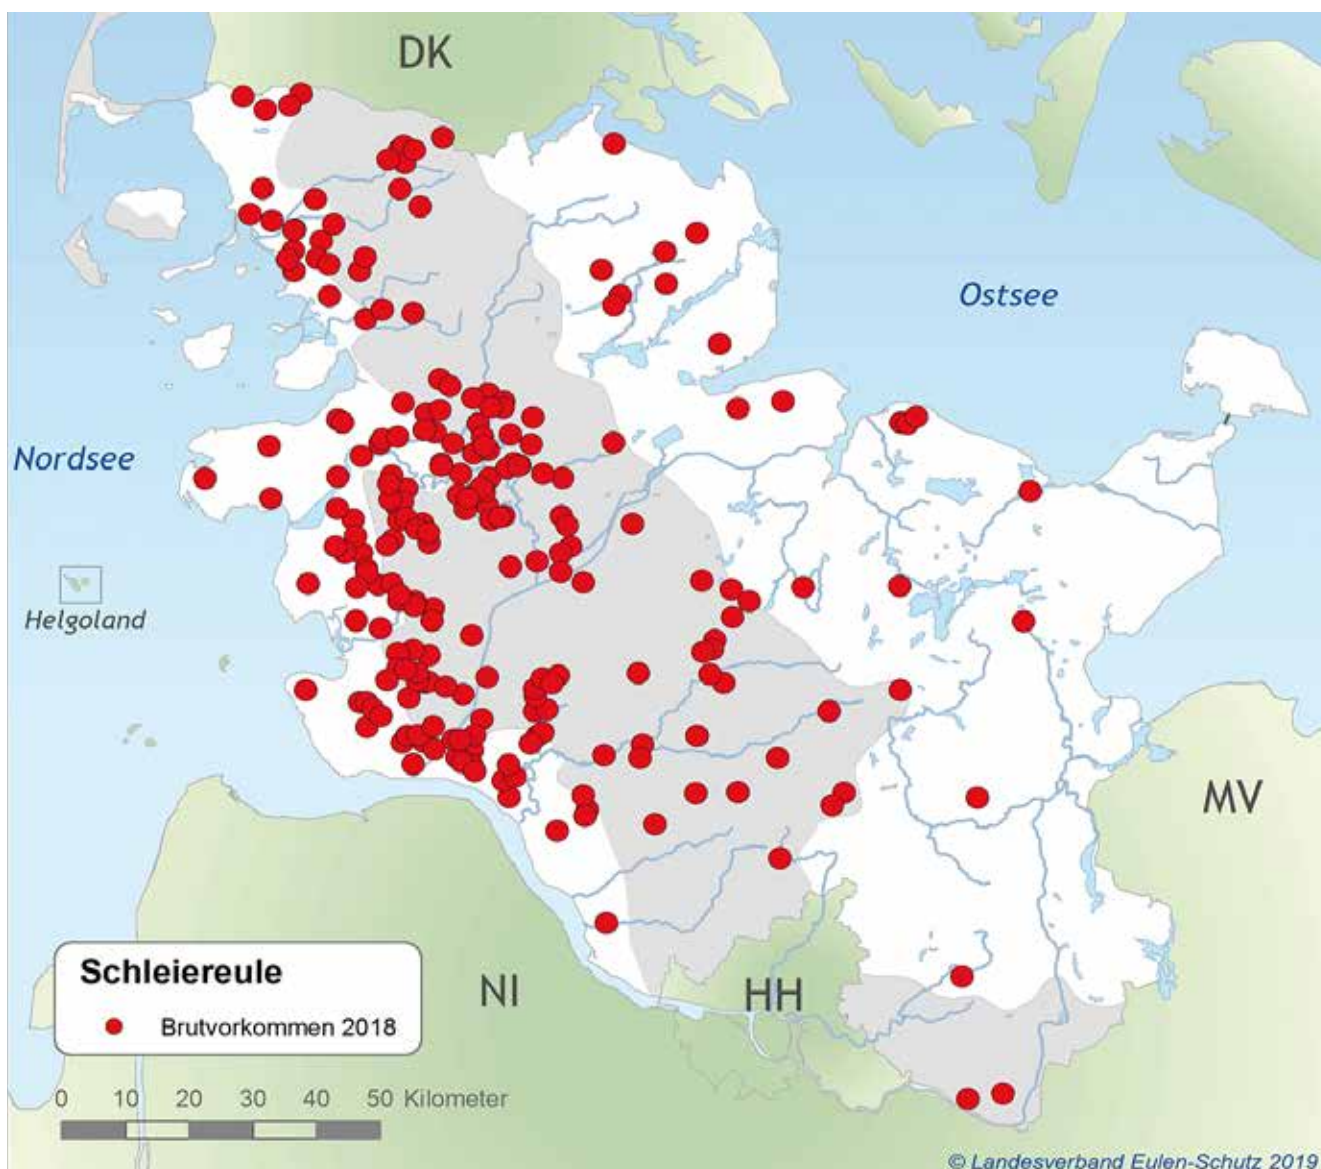 DK
Ostsee
Nordsee
Helgoland
MV
NI
HH
Schleiereule
Brutvorkommen 2018
0 10 20 30 40 50 Kilometer
© Landesverband Eulen-Schutz 2019